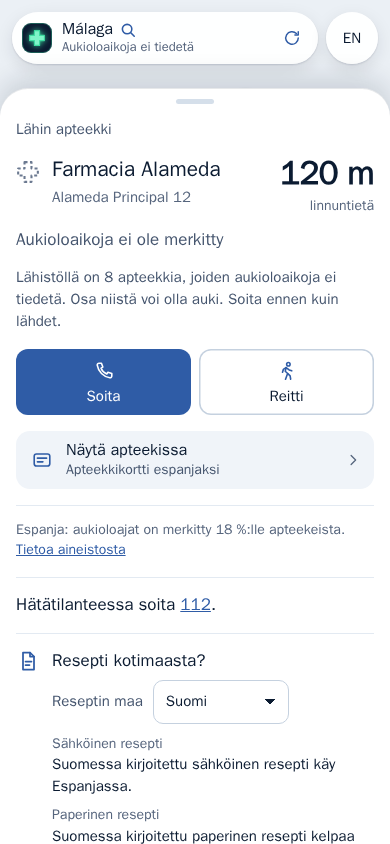 Málaga
Aukioloaikoja ei tiedetä
EN
Lähin apteekki
Farmacia Alameda
120 m
Alameda Principal 12
linnuntietä
Aukioloaikoja ei ole merkitty
Lähistöllä on 8 apteekkia, joiden aukioloaikoja ei
tiedetä. Osa niistä voi olla auki. Soita ennen kuin
lähdet.
Soita
Reitti
Näytä apteekissa
Apteekkikortti espanjaksi
Espanja: aukioloajat on merkitty 18 %:lle apteekeista.
Tietoa aineistosta
Hätätilanteessa soita 112.
Resepti kotimaasta?
Reseptin maa
Suomi
Sähköinen resepti
Suomessa kirjoitettu sähköinen resepti käy
Espanjassa.
Paperinen resepti
Suomessa kirjoitettu paperinen resepti kelpaa